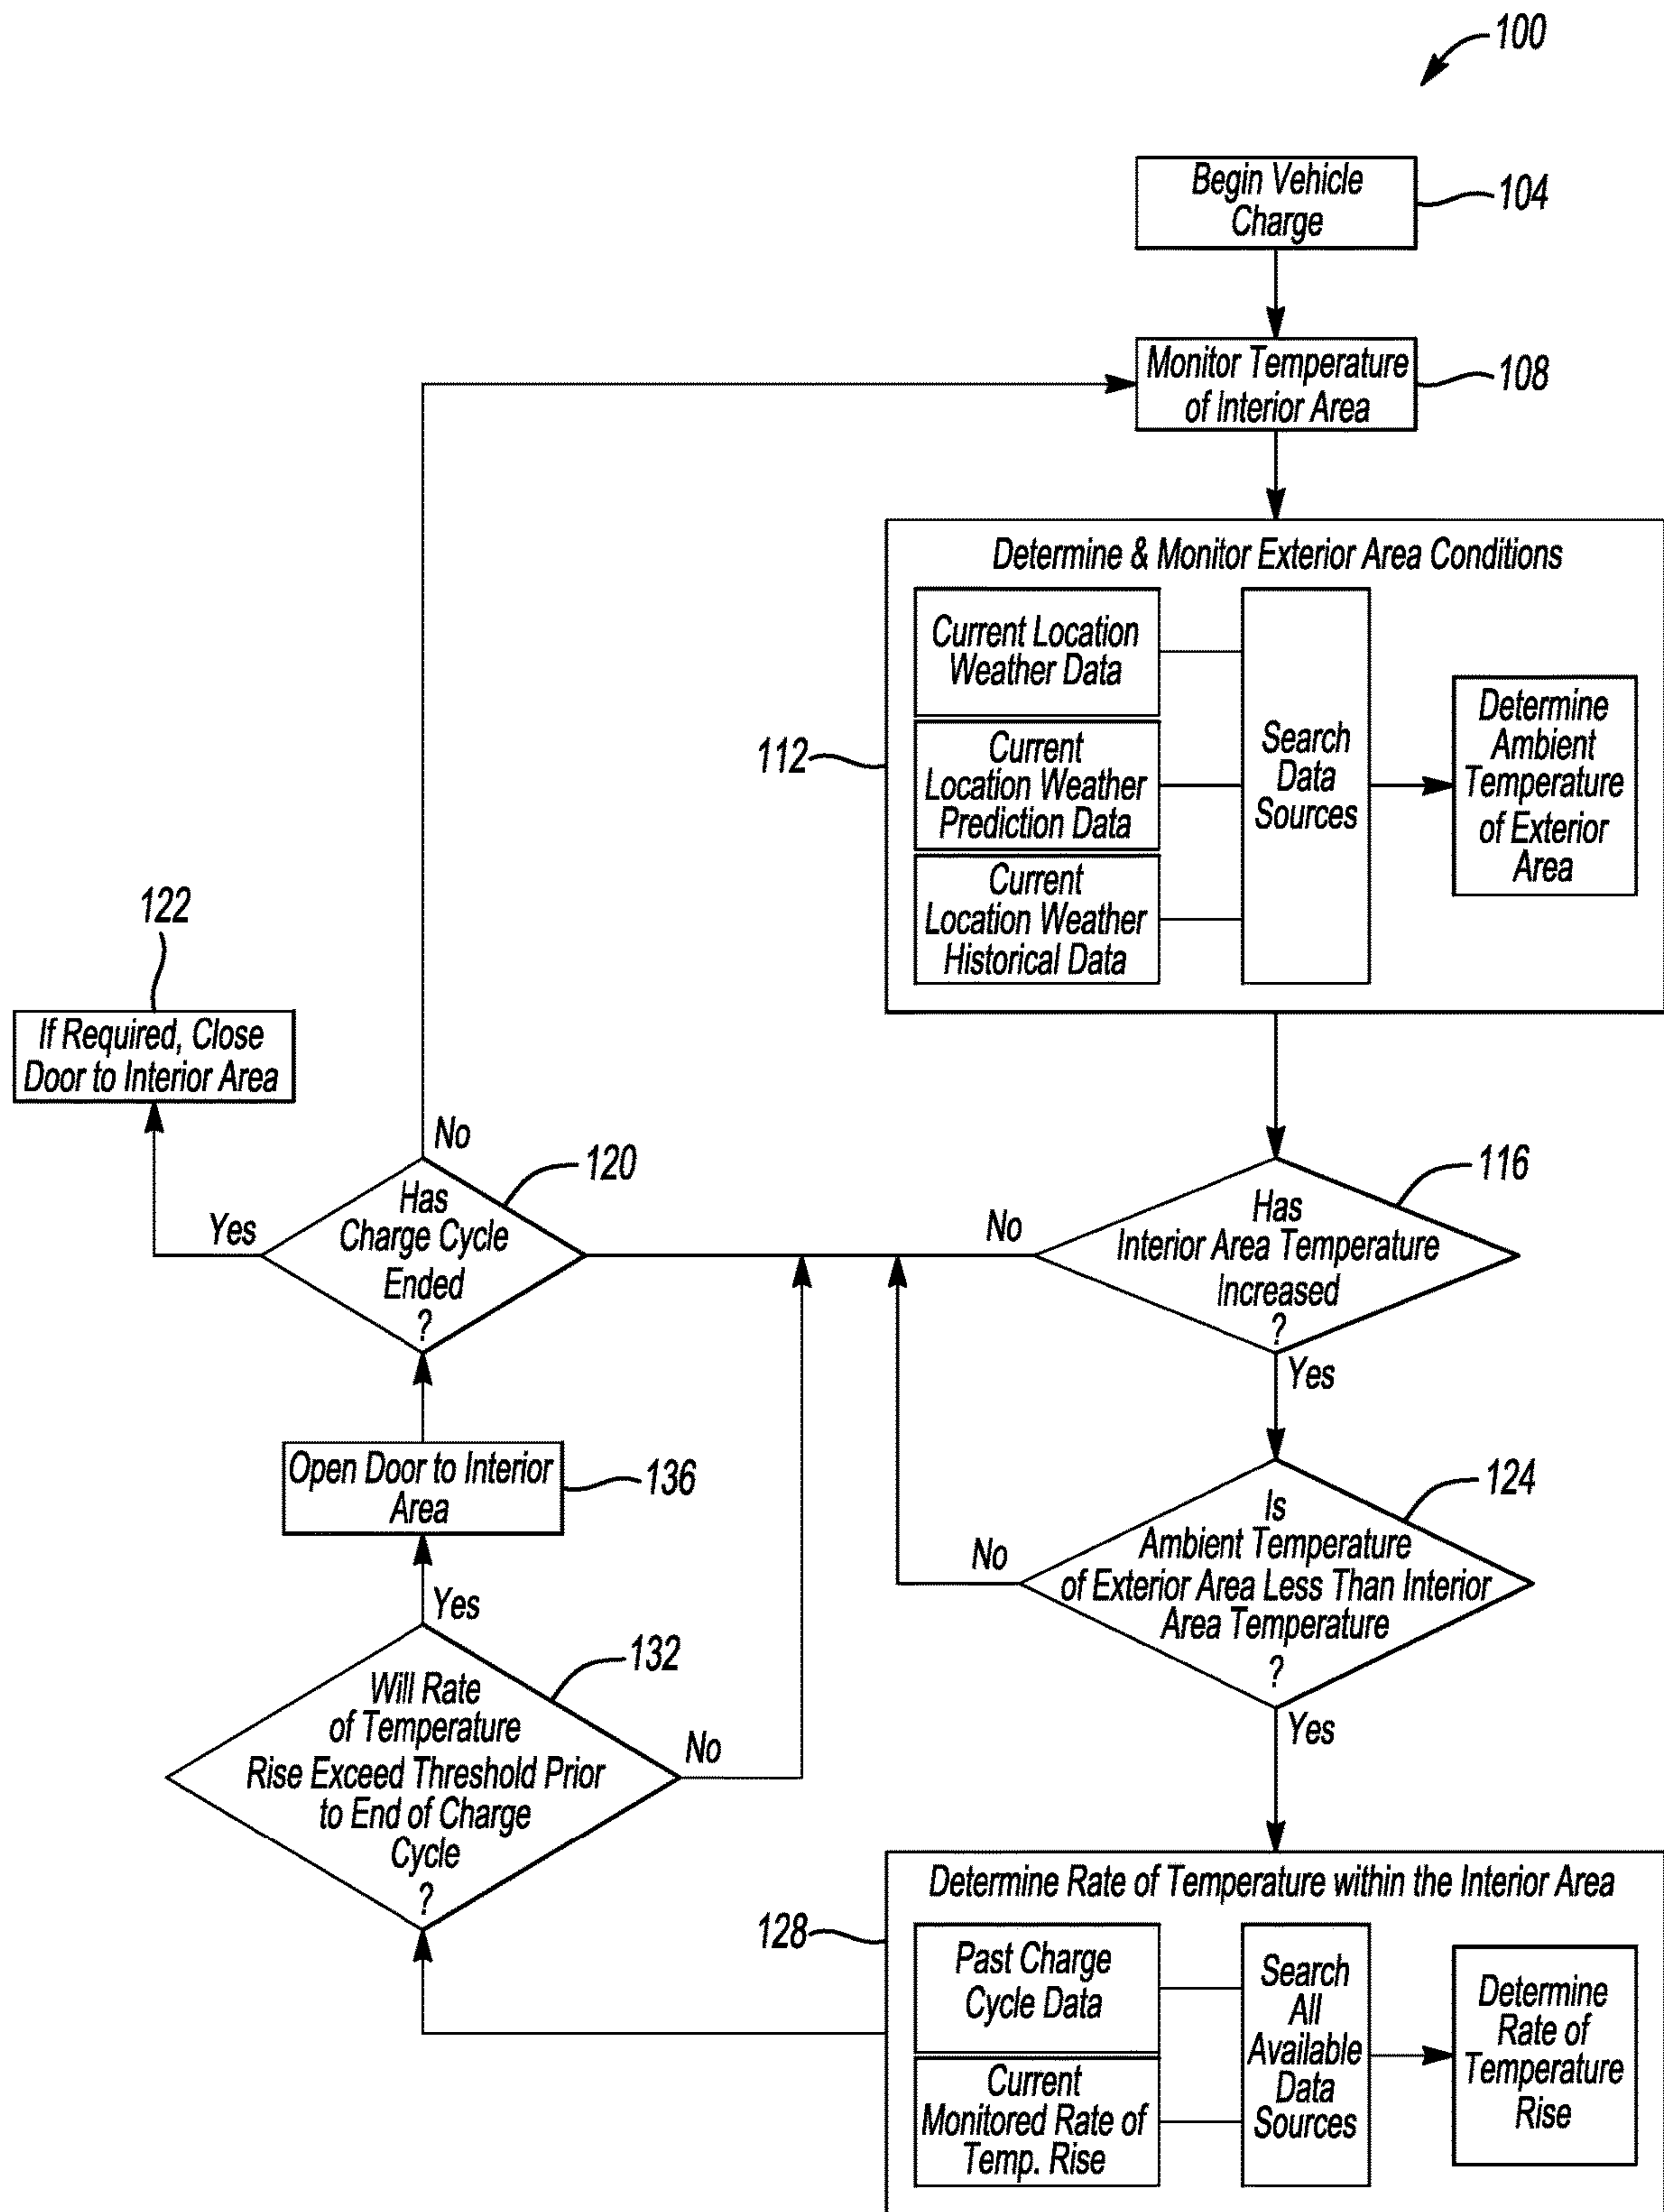 100
Begin Vehicle
Charge
104
Monitor Temperature
of Interior Area
108
Determine & Monitor Exterior Area Conditions
Current Location
Weather Data
Current
Location Weather
Prediction Data
Current
Location Weather
Historical Data
Search
Data
Sources
Determine
Ambient
Temperature
of Exterior
Area
112
122
If Required, Close
Door to Interior Area
No
Yes
Has
Charge Cycle
Ended
?
120
No
Has
Interior Area Temperature
Increased
?
116
Yes
Open Door to Interior
Area
136
No
Is
Ambient Temperature
of Exterior Area Less Than Interior
Area Temperature
?
124
Yes
Yes
Will Rate
of Temperature
Rise Exceed Threshold Prior
to End of Charge
Cycle
?
132
No
Determine Rate of Temperature within the Interior Area
128
Past Charge
Cycle Data
Current
Monitored Rate of
Temp. Rise
Search
All
Available
Data
Sources
Determine
Rate of
Temperature
Rise